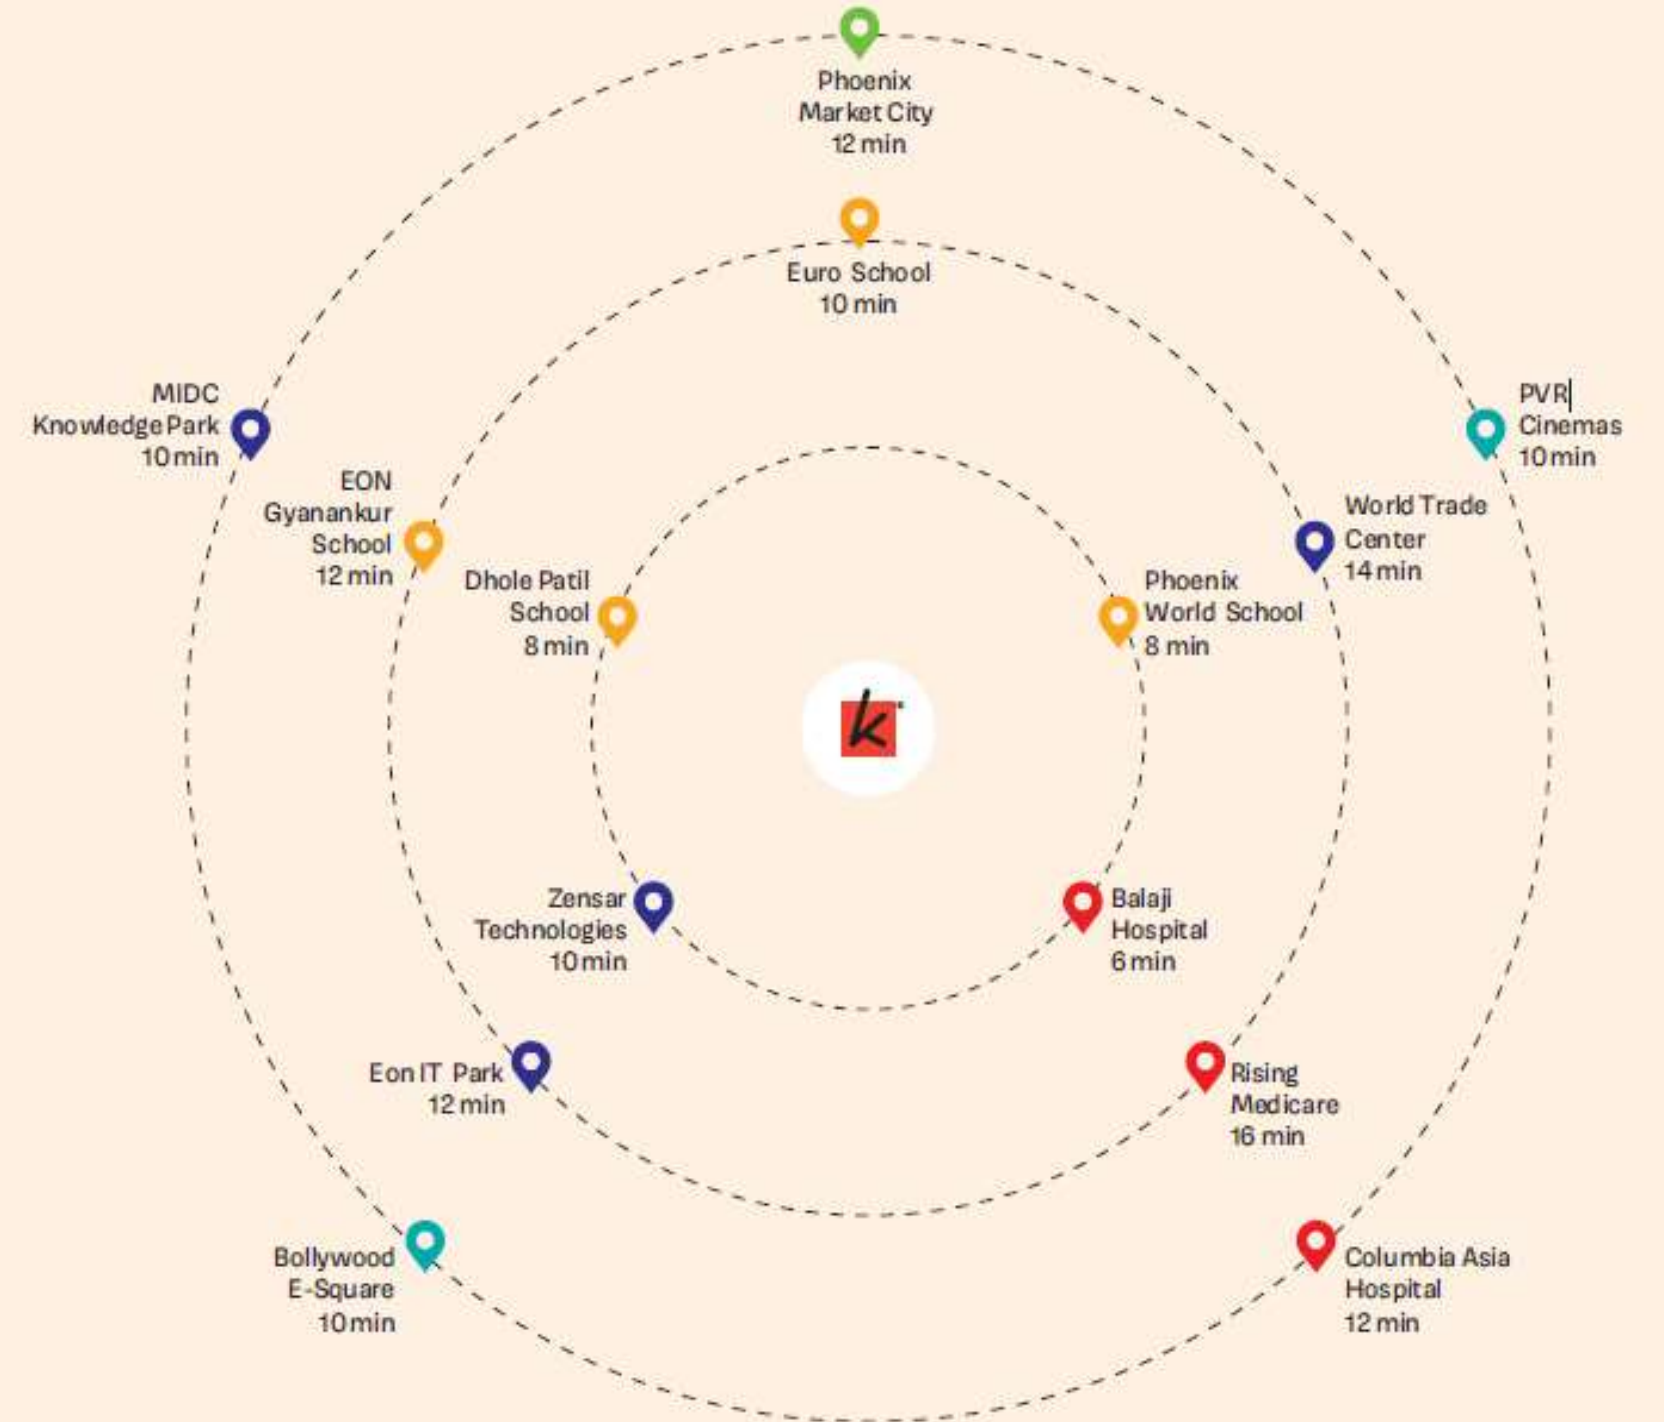 Phoenix
Market City
12 min
Euro School
10 min
MIDC
Knowledge Park
10 min
PVR
Cinemas
10 min
EON
Gyanankur
School
12 min
World Trade
Center
14 min
Dhole Patil
School
8 min
Phoenix
World School
8 min
k
Zensar
Technologies
10 min
Balaji
Hospital
6 min
Eon IT Park
12 min
Rising
Medicare
16 min
Bollywood
E-Square
10 min
Columbia Asia
Hospital
12 min